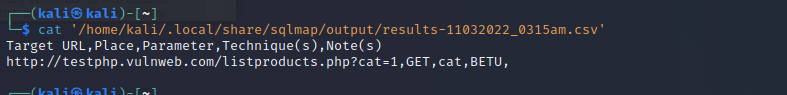 ┌──(kali㉿kali)-[~]
└─$ cat '/home/kali/.local/share/sqlmap/output/results-11032022_0315am.csv'
Target URL,Place,Parameter,Technique(s),Note(s)
http://testphp.vulnweb.com/listproducts.php?cat=1,GET,cat,BETU,
┌──(kali㉿kali)-[~]